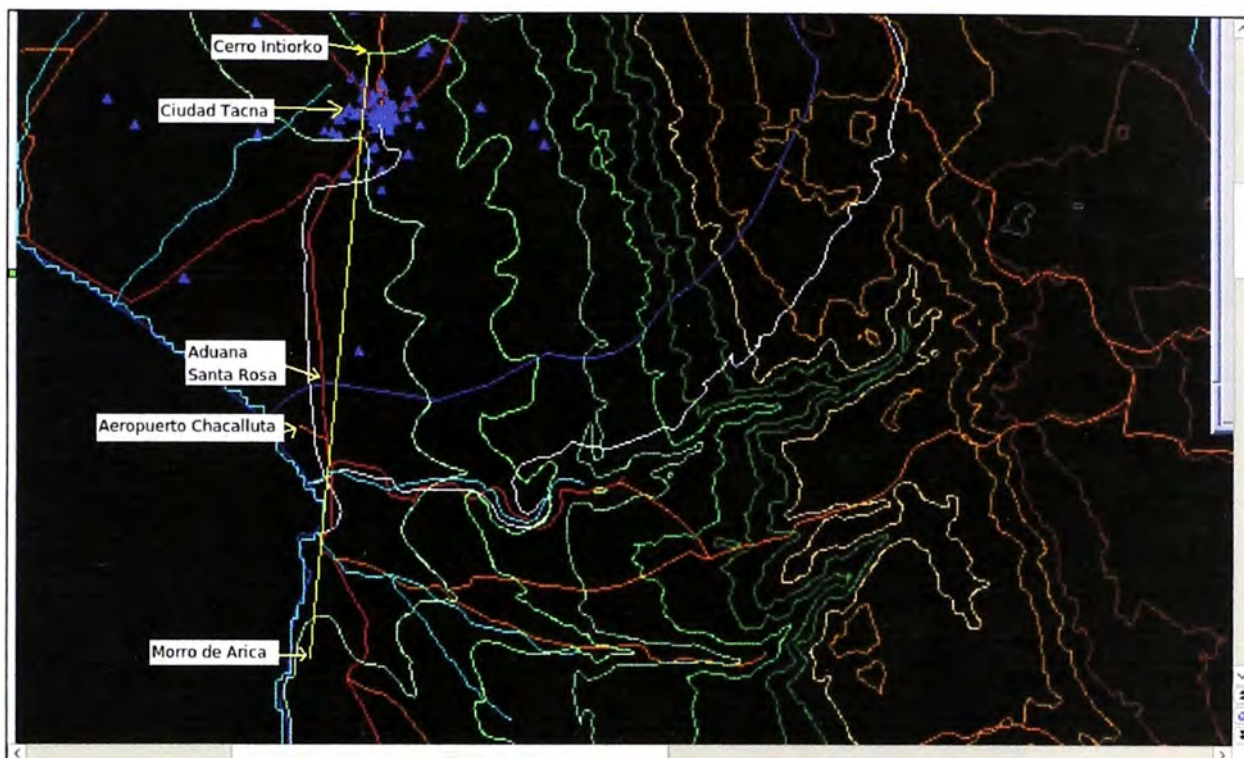 Cerro Intiorko
Ciudad Tacna
Aduana
Santa Rosa
Aeropuerto Chacalluta
Morro de Arica